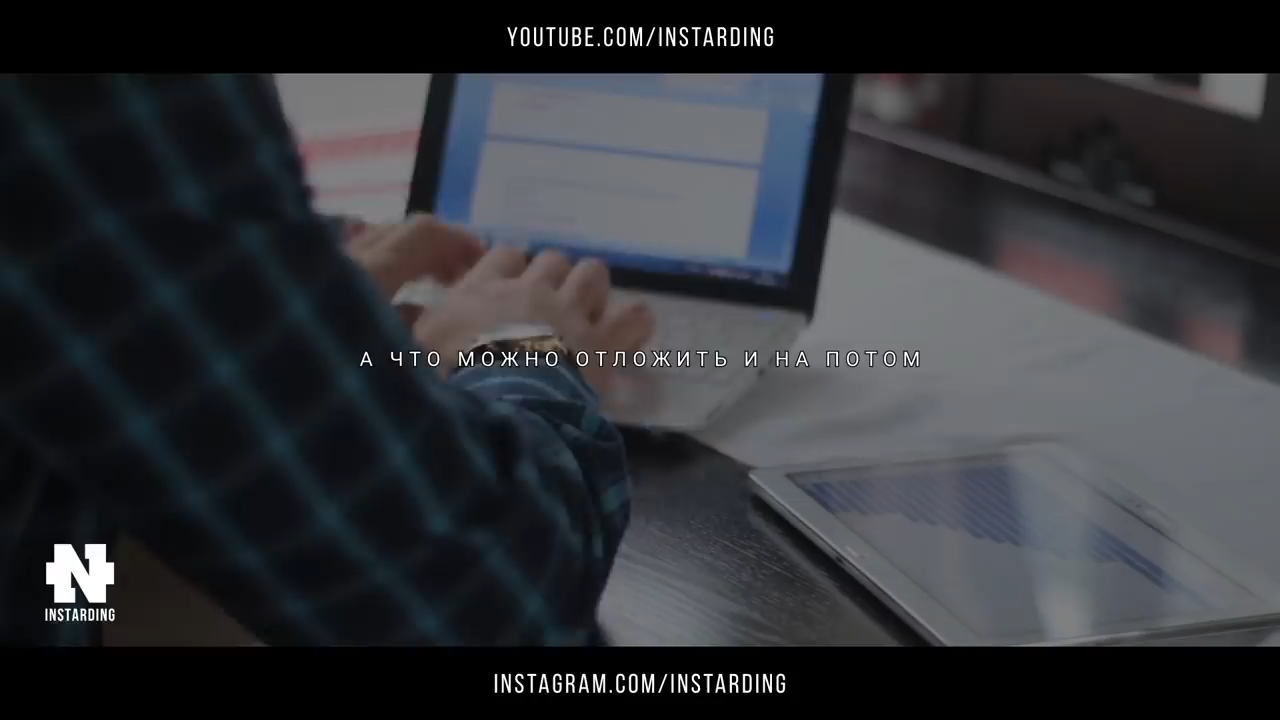 YOUTUBE.COM/INSTARDING
А ЧТО МОЖНО ОТЛОЖИТЬ И НА ПОТОМ
N
INSTARDING
INSTAGRAM.COM/INSTARDING